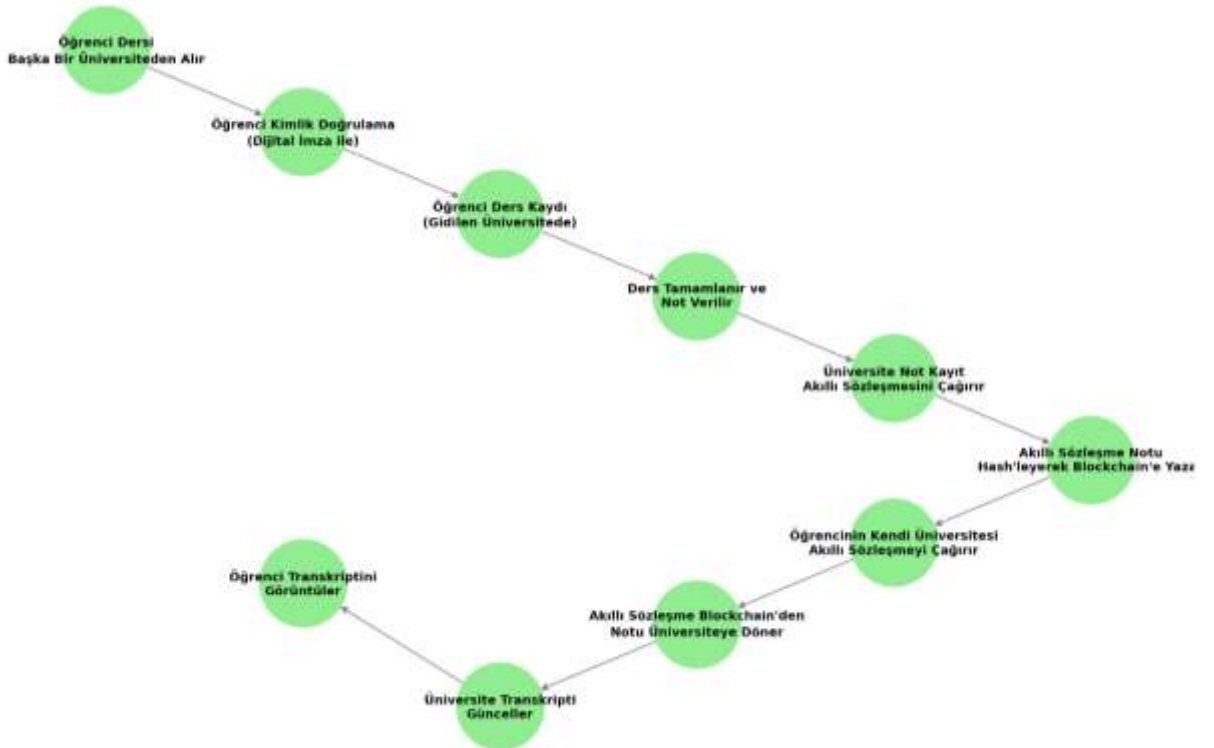 Öğrenci Dersi
Başka Bir Üniversiteden Alır
Öğrenci Kimlik Doğrulama
(Dijital İmza ile)
Öğrenci Ders Kaydı
(Gidilen Üniversitede)
Ders Tamamlanır ve
Not Verilir
Üniversite Not Kayıt
Akıllı Sözleşmesini Çağırır
Akıllı Sözleşme Notu
Hash'leyerek Blockchain'e Yaza
Öğrencinin Kendi Üniversitesi
Akıllı Sözleşmeyi Çağırır
Akıllı Sözleşme Blockchain'den
Notu Üniversiteye Döner
Üniversite Transkripti
Günceller
Öğrenci Transkriptini
Görüntüler